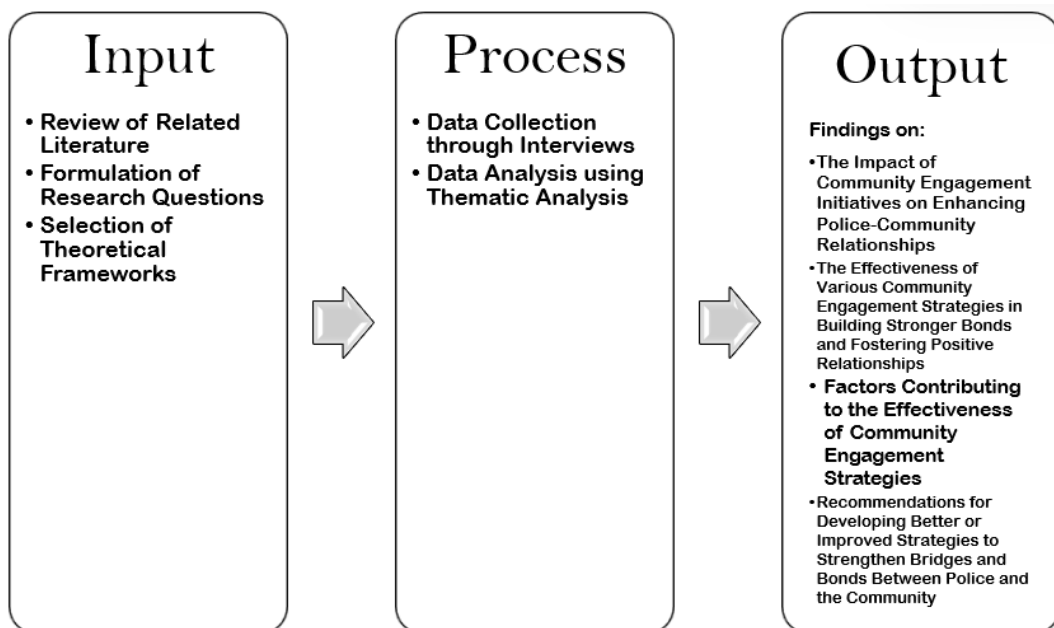 Input
• Review of Related
Literature
• Formulation of
Research Questions
• Selection of
Theoretical
Frameworks
Process
• Data Collection
through Interviews
• Data Analysis using
Thematic Analysis
Output
Findings on:
•The Impact of
Community Engagement
Initiatives on Enhancing
Police-Community
Relationships
•The Effectiveness of
Various Community
Engagement Strategies in
Building Stronger Bonds
and Fostering Positive
Relationships
• Factors Contributing
to the Effectiveness
of Community
Engagement
Strategies
•Recommendations for
Developing Better or
Improved Strategies to
Strengthen Bridges and
Bonds Between Police and
the Community